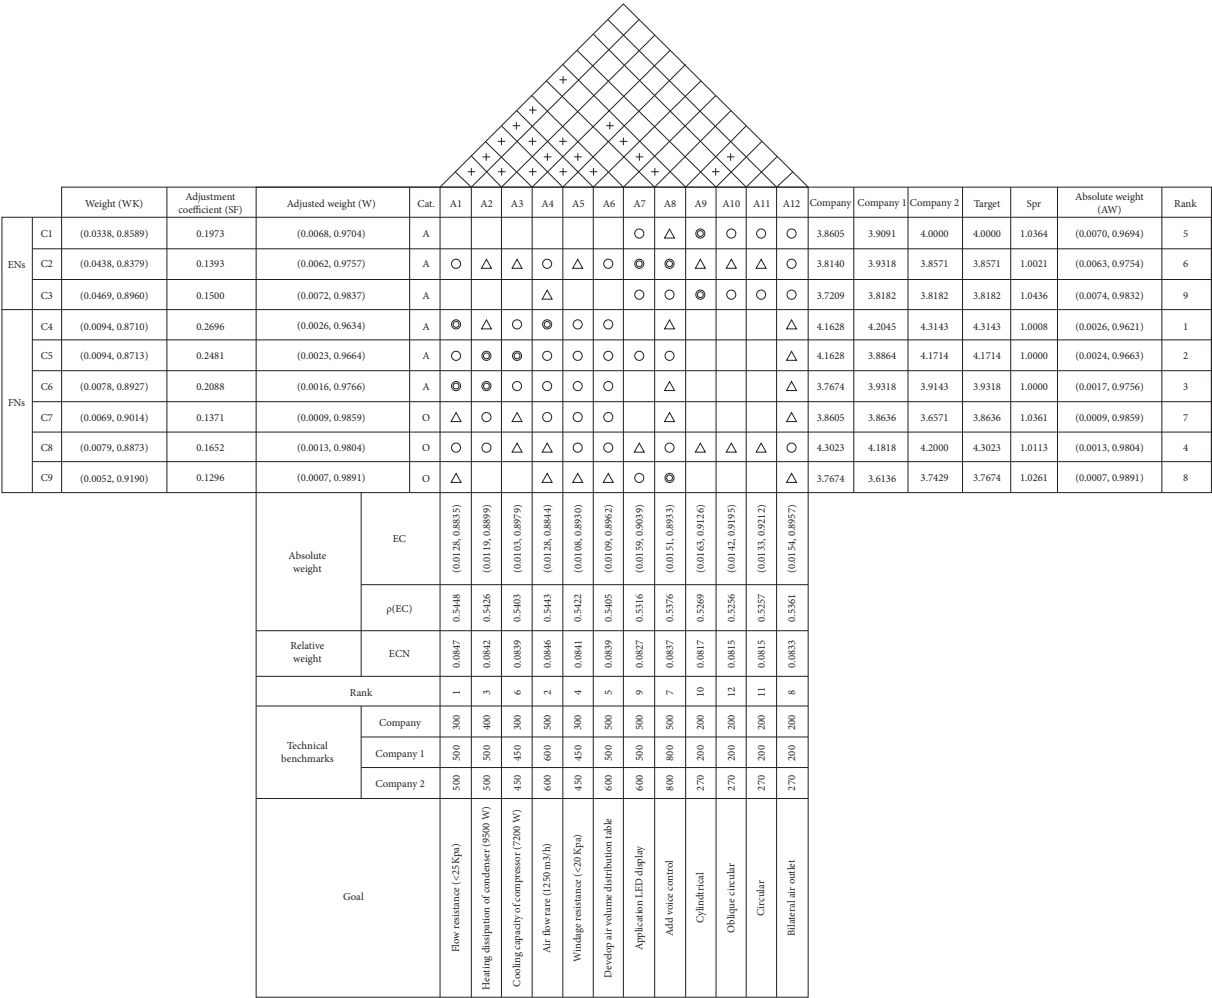 +
+
+ +
+ + + +
+ + + + + +
+ + + + + + + +
Weight (WK) Adjustment coefficient (SF) Adjusted weight (W) Cat. A1 A2 A3 A4 A5 A6 A7 A8 A9 A10 A11 A12 Company Company 1 Company 2 Target Spr Absolute weight (AW) Rank
ENs
C1 (0.0338, 0.8589) 0.1973 (0.0068, 0.9704) A ○ △ ◎ ○ ○ ○ 3.8605 3.9091 4.0000 4.0000 1.0364 (0.0070, 0.9694) 5
C2 (0.0438, 0.8379) 0.1393 (0.0062, 0.9757) A ○ △ △ ○ △ ○ ◎ ◎ △ △ △ ○ 3.8140 3.9318 3.8571 3.8571 1.0021 (0.0063, 0.9754) 6
C3 (0.0469, 0.8960) 0.1500 (0.0072, 0.9837) A △ ○ ○ ◎ ○ ○ ○ 3.7209 3.8182 3.8182 3.8182 1.0436 (0.0074, 0.9832) 9
FNs
C4 (0.0094, 0.8710) 0.2696 (0.0026, 0.9634) A ◎ △ ○ ◎ ○ ○ △ △ 4.1628 4.2045 4.3143 4.3143 1.0008 (0.0026, 0.9621) 1
C5 (0.0094, 0.8713) 0.2481 (0.0023, 0.9664) A ○ ◎ ◎ ○ ○ ○ ○ ○ △ 4.1628 3.8864 4.1714 4.1714 1.0000 (0.0024, 0.9663) 2
C6 (0.0078, 0.8927) 0.2088 (0.0016, 0.9766) A ◎ ◎ ○ ○ ○ ○ △ △ 3.7674 3.9318 3.9143 3.9318 1.0000 (0.0017, 0.9756) 3
C7 (0.0069, 0.9014) 0.1371 (0.0009, 0.9859) O △ ○ △ ○ ○ ○ △ △ 3.8605 3.8636 3.6571 3.8636 1.0361 (0.0009, 0.9859) 7
C8 (0.0079, 0.8873) 0.1652 (0.0013, 0.9804) O ○ ○ △ △ ○ ○ △ ○ △ △ △ ○ 4.3023 4.1818 4.2000 4.3023 1.0113 (0.0013, 0.9804) 4
C9 (0.0052, 0.9190) 0.1296 (0.0007, 0.9891) O △ △ △ △ ○ ◎ △ 3.7674 3.6136 3.7429 3.7674 1.0261 (0.0007, 0.9891) 8
Absolute weight
EC (0.0128, 0.8835) (0.0119, 0.8899) (0.0103, 0.8979) (0.0128, 0.8844) (0.0108, 0.8930) (0.0109, 0.8962) (0.0159, 0.9039) (0.0151, 0.8933) (0.0163, 0.9126) (0.0142, 0.9195) (0.0133, 0.9212) (0.0154, 0.8957)
ρ(EC) 0.5448 0.5426 0.5403 0.5443 0.5422 0.5405 0.5316 0.5376 0.5269 0.5256 0.5257 0.5361
Relative weight
ECN 0.0847 0.0842 0.0839 0.0846 0.0841 0.0839 0.0827 0.0837 0.0817 0.0815 0.0815 0.0833
Rank 1 3 6 2 4 5 9 7 10 12 11 8
Technical benchmarks
Company 300 400 300 500 300 500 500 500 200 200 200 200
Company 1 500 500 450 600 450 500 500 800 200 200 200 200
Company 2 500 500 450 600 450 600 600 800 270 270 270 270
Goal
Flow resistance (<25 Kpa)
Heating dissipation of condenser (9500 W)
Cooling capacity of compressor (7200 W)
Air flow rare (1250 m3/h)
Windage resistance (<20 Kpa)
Develop air volume distribution table
Application LED display
Add voice control
Cylindtrical
Oblique circular
Circular
Bilateral air outlet